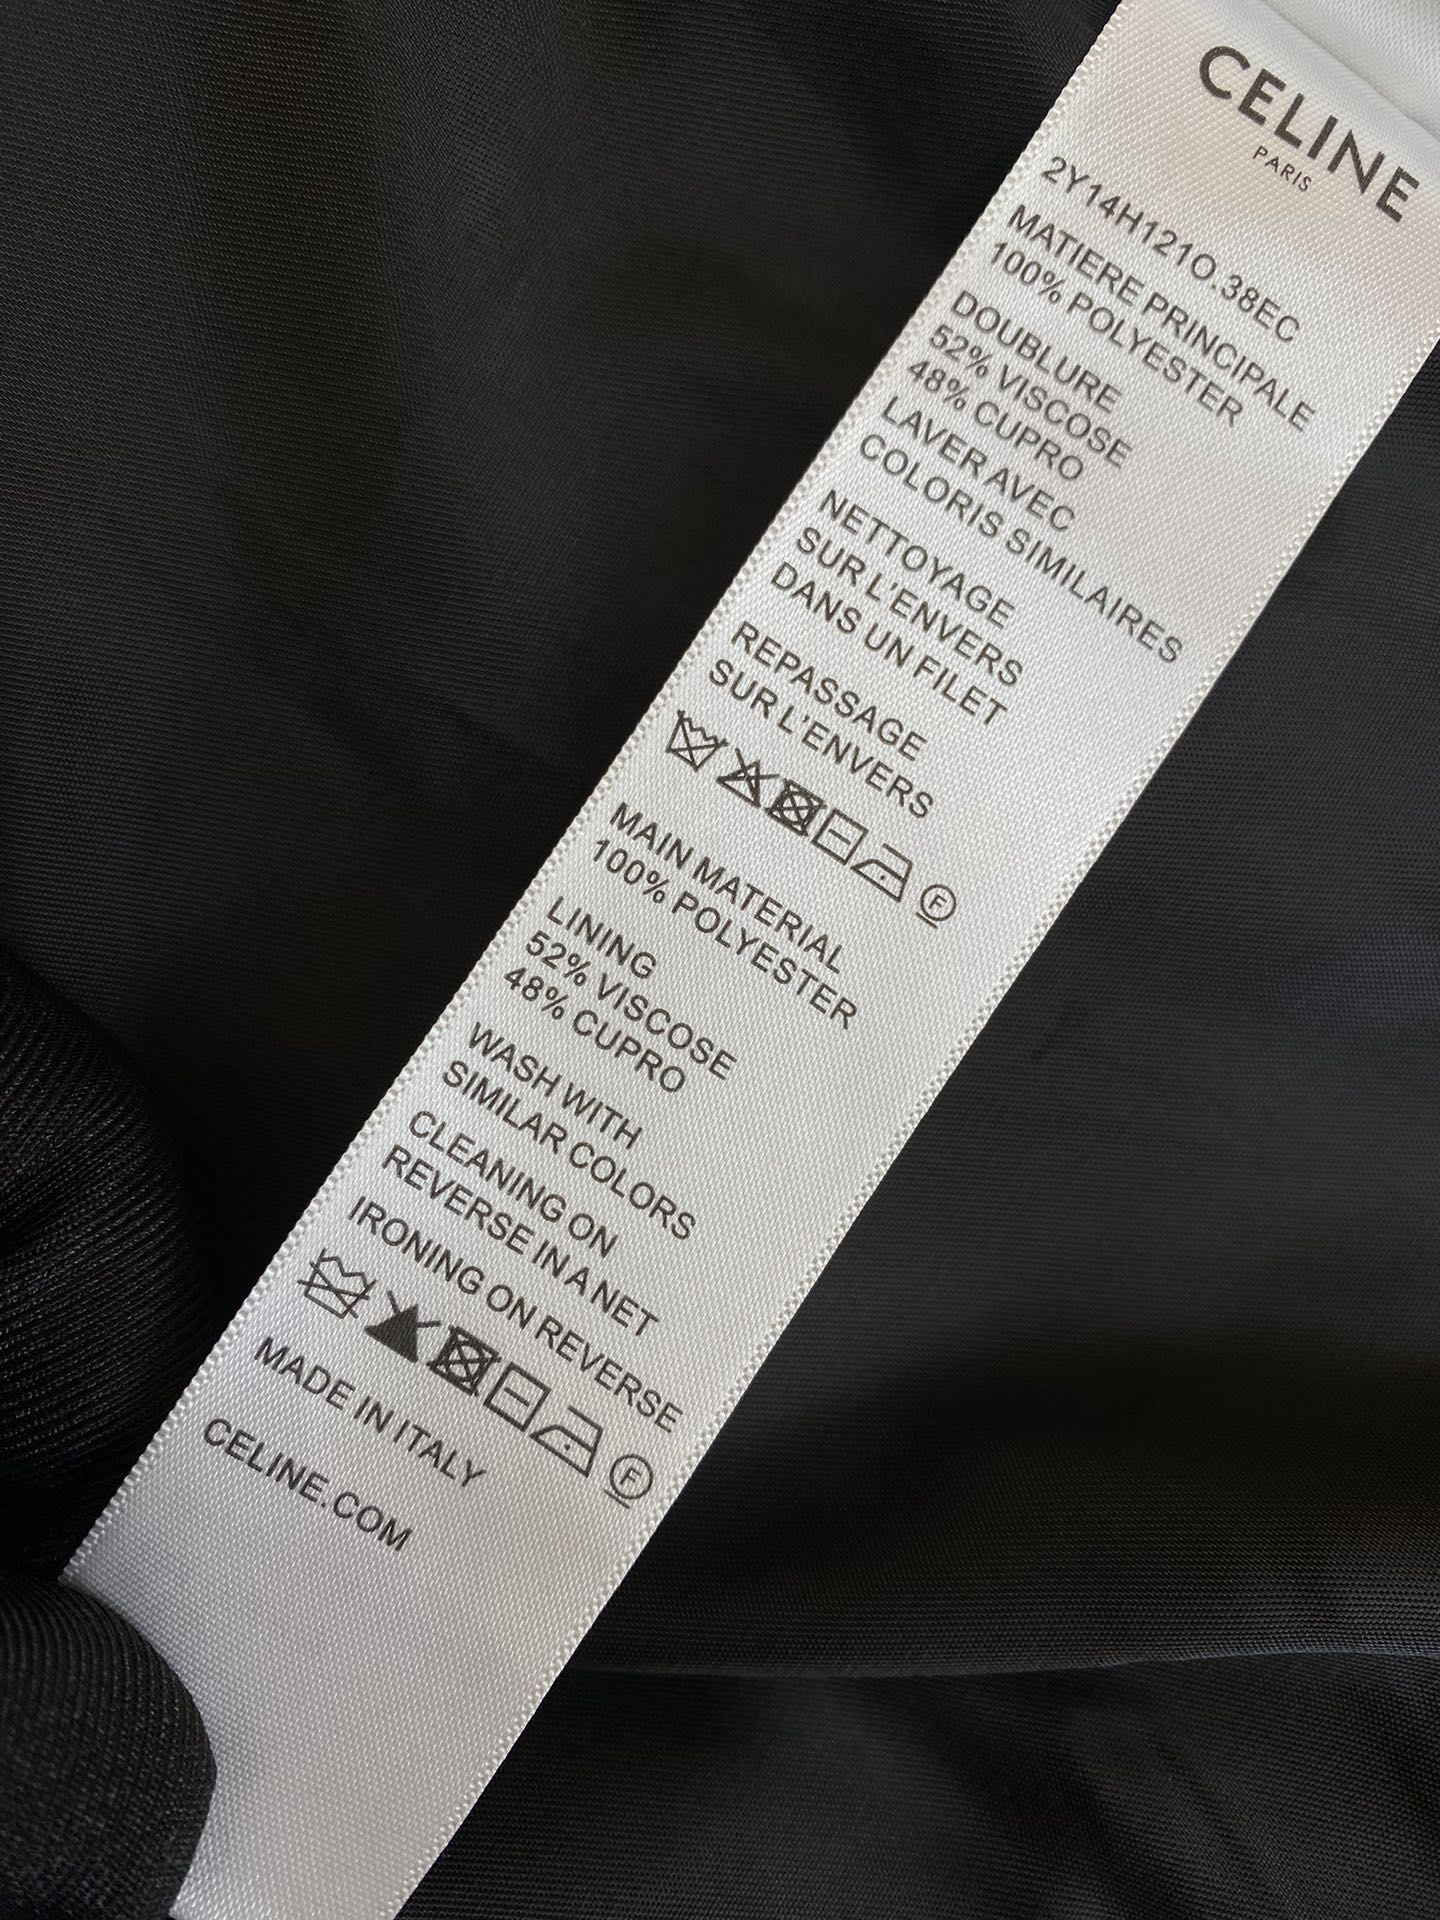 CELINE
PARIS
2Y14H121O.38EC
MATIERE PRINCIPALE
100% POLYESTER
DOUBLURE
52% VISCOSE
48% CUPRO
LAVER AVEC
COLORIS SIMILAIRES
NETTOYAGE
SUR L'ENVERS
DANS UN FILET
REPASSAGE
SUR L'ENVERS
F
MAIN MATERIAL
100% POLYESTER
LINING
52% VISCOSE
48% CUPRO
WASH WITH
SIMILAR COLORS
CLEANING ON
REVERSE IN A NET
IRONING ON REVERSE
F
MADE IN ITALY
CELINE.COM